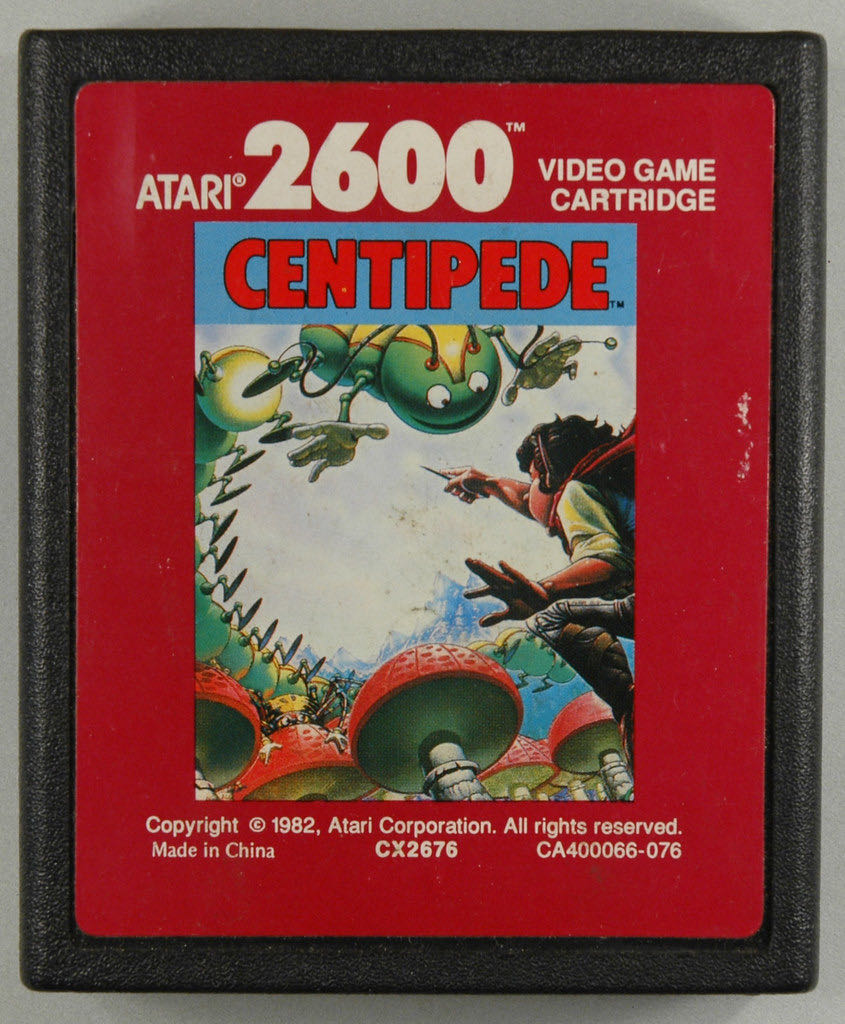 ATARI® 2600™ VIDEO GAME
CARTRIDGE
CENTIPEDE™
Copyright © 1982, Atari Corporation. All rights reserved.
Made in China CX2676 CA400066-076